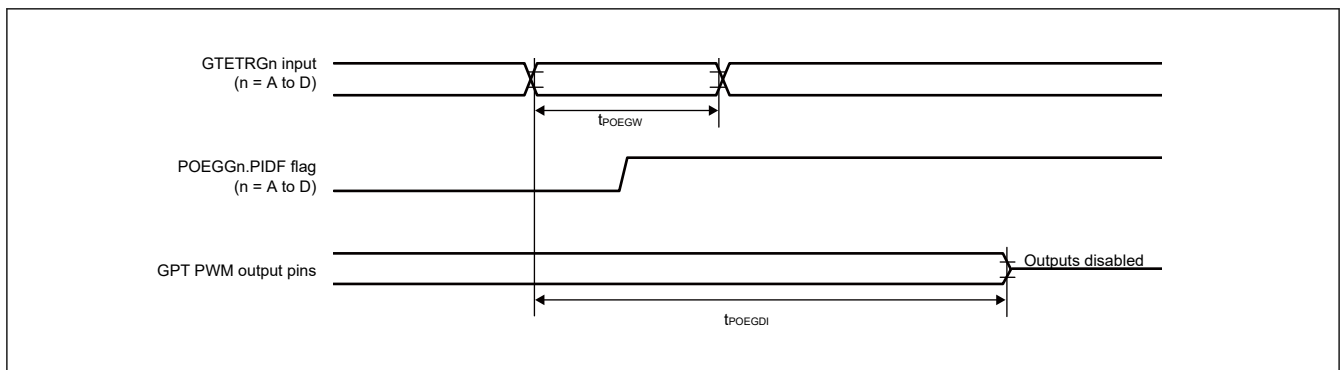 GTETRGn input
(n = A to D)
tPOEGW
POEGGn.PIDF flag
(n = A to D)
GPT PWM output pins
Outputs disabled
tPOEGDI